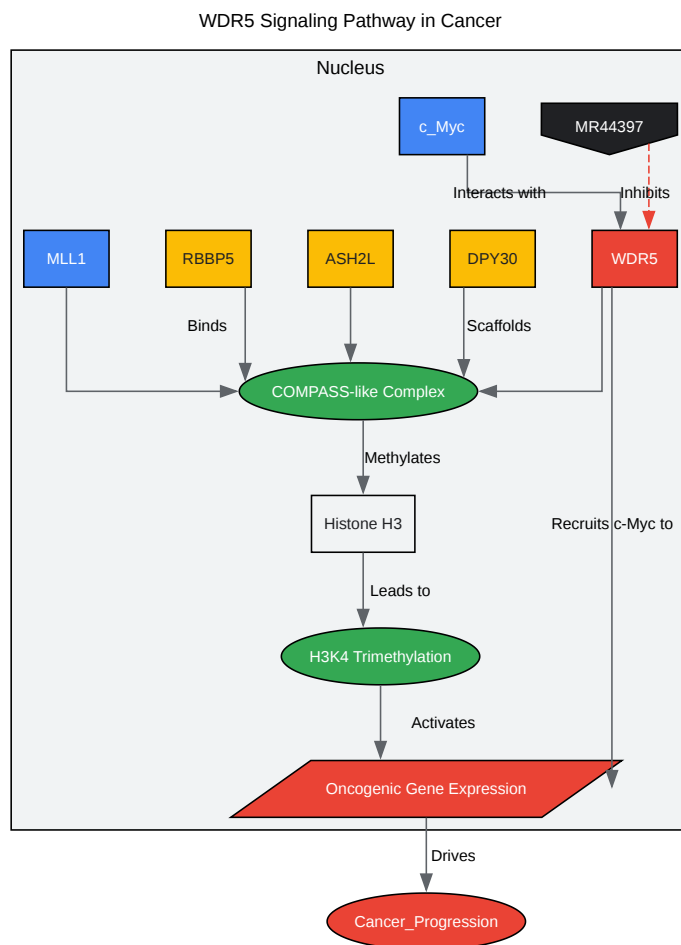 WDR5 Signaling Pathway in Cancer
Nucleus
c_Myc
MR44397
Interacts with
Inhibits
MLL1
RBBP5
ASH2L
DPY30
WDR5
Binds
Scaffolds
COMPASS-like Complex
Methylates
Histone H3
Recruits c-Myc to
Leads to
H3K4 Trimethylation
Activates
Oncogenic Gene Expression
Drives
Cancer_Progression